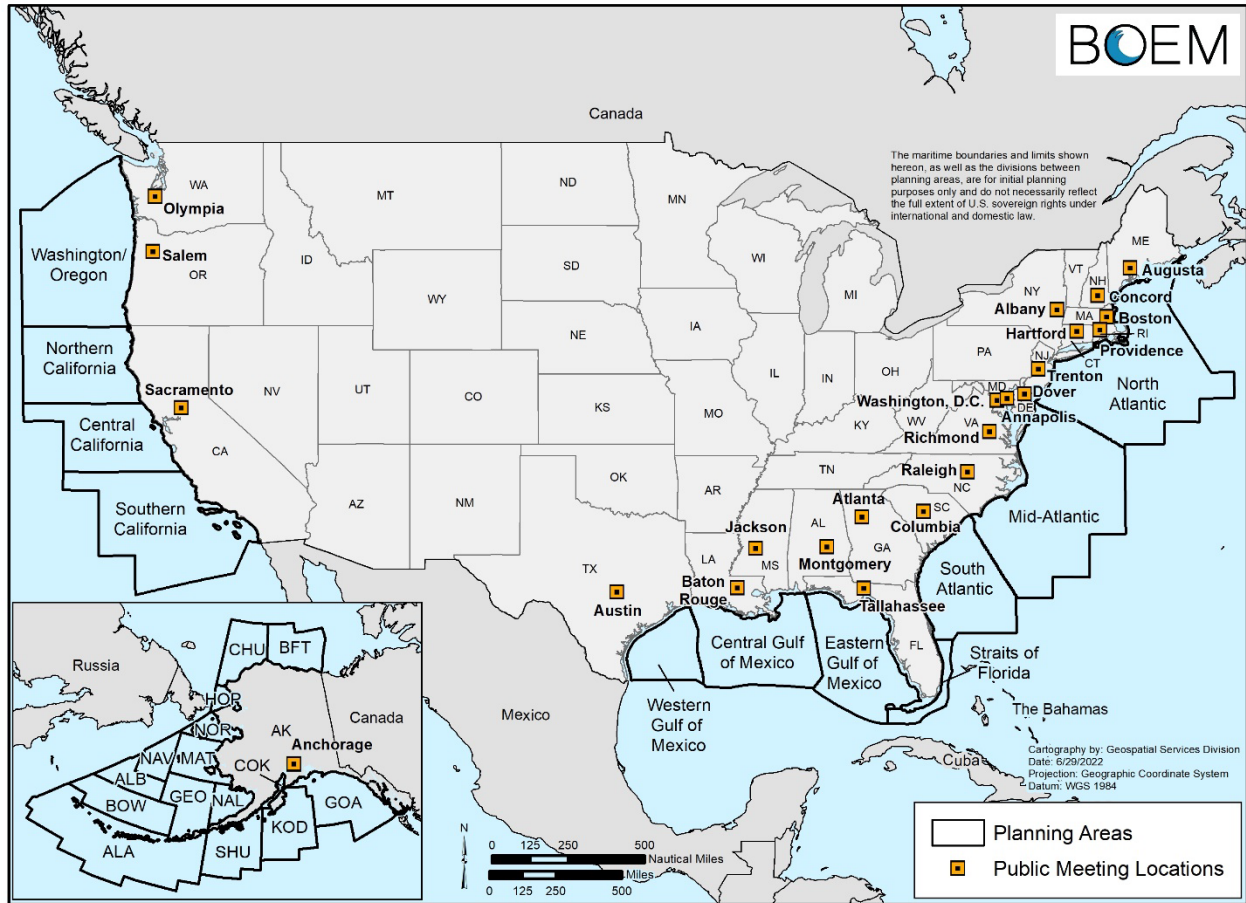 BOEM
Canada
The maritime boundaries and limits shown
hereon, as well as the divisions between
planning areas, are for initial planning
purposes only and do not necessarily reflect
the full extent of U.S. sovereign rights under
international and domestic law.
WA
Olympia
Washington/
Oregon
Salem
OR
ID
MT
ND
MN
SD
WY
WI
MI
NE
IA
Northern
California
Sacramento
NV
UT
CO
KS
MO
IL
IN
OH
Central
California
CA
Southern
California
AZ
NM
OK
AR
TX
Austin
LA
Baton
Rouge
Jackson
MS
AL
Montgomery
TN
KY
WV
VA
Atlanta
GA
Tallahassee
FL
SC
Columbia
NC
Raleigh
Richmond
Washington, D.C.
MD
Annapolis
DE
Dover
PA
NJ
Trenton
NY
Albany
VT
NH
Concord
ME
Augusta
MA
Boston
Hartford
CT
RI
Providence
North
Atlantic
Mid-Atlantic
South
Atlantic
Straits of
Florida
Eastern
Gulf of
Mexico
Central Gulf
of Mexico
Western
Gulf of
Mexico
Mexico
The Bahamas
Cuba
Cartography by: Geospatial Services Division
Date: 6/29/2022
Projection: Geographic Coordinate System
Datum: WGS 1984
Russia
CHU
BFT
HOP
NOR
AK
Canada
Anchorage
NAV
MAT
COK
ALB
BOW
GEO
NAL
GOA
KOD
ALA
SHU
N
0 125 250 500
Nautical Miles
Miles
0 125 250 500
Planning Areas
Public Meeting Locations